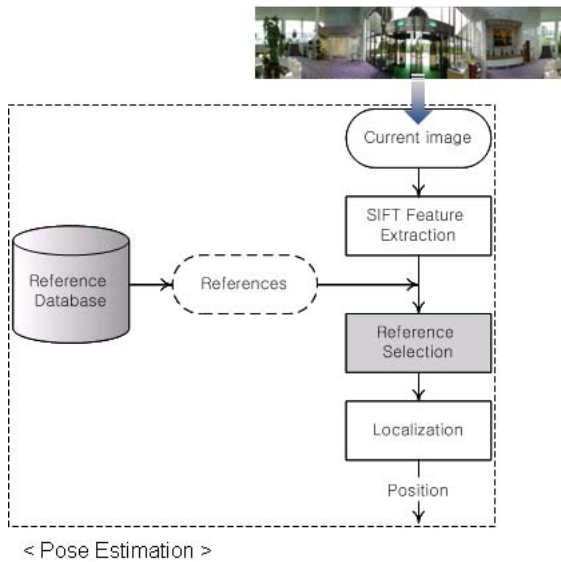 Current image
SIFT Feature
Extraction
Reference
Database
References
Reference
Selection
Localization
Position
< Pose Estimation >